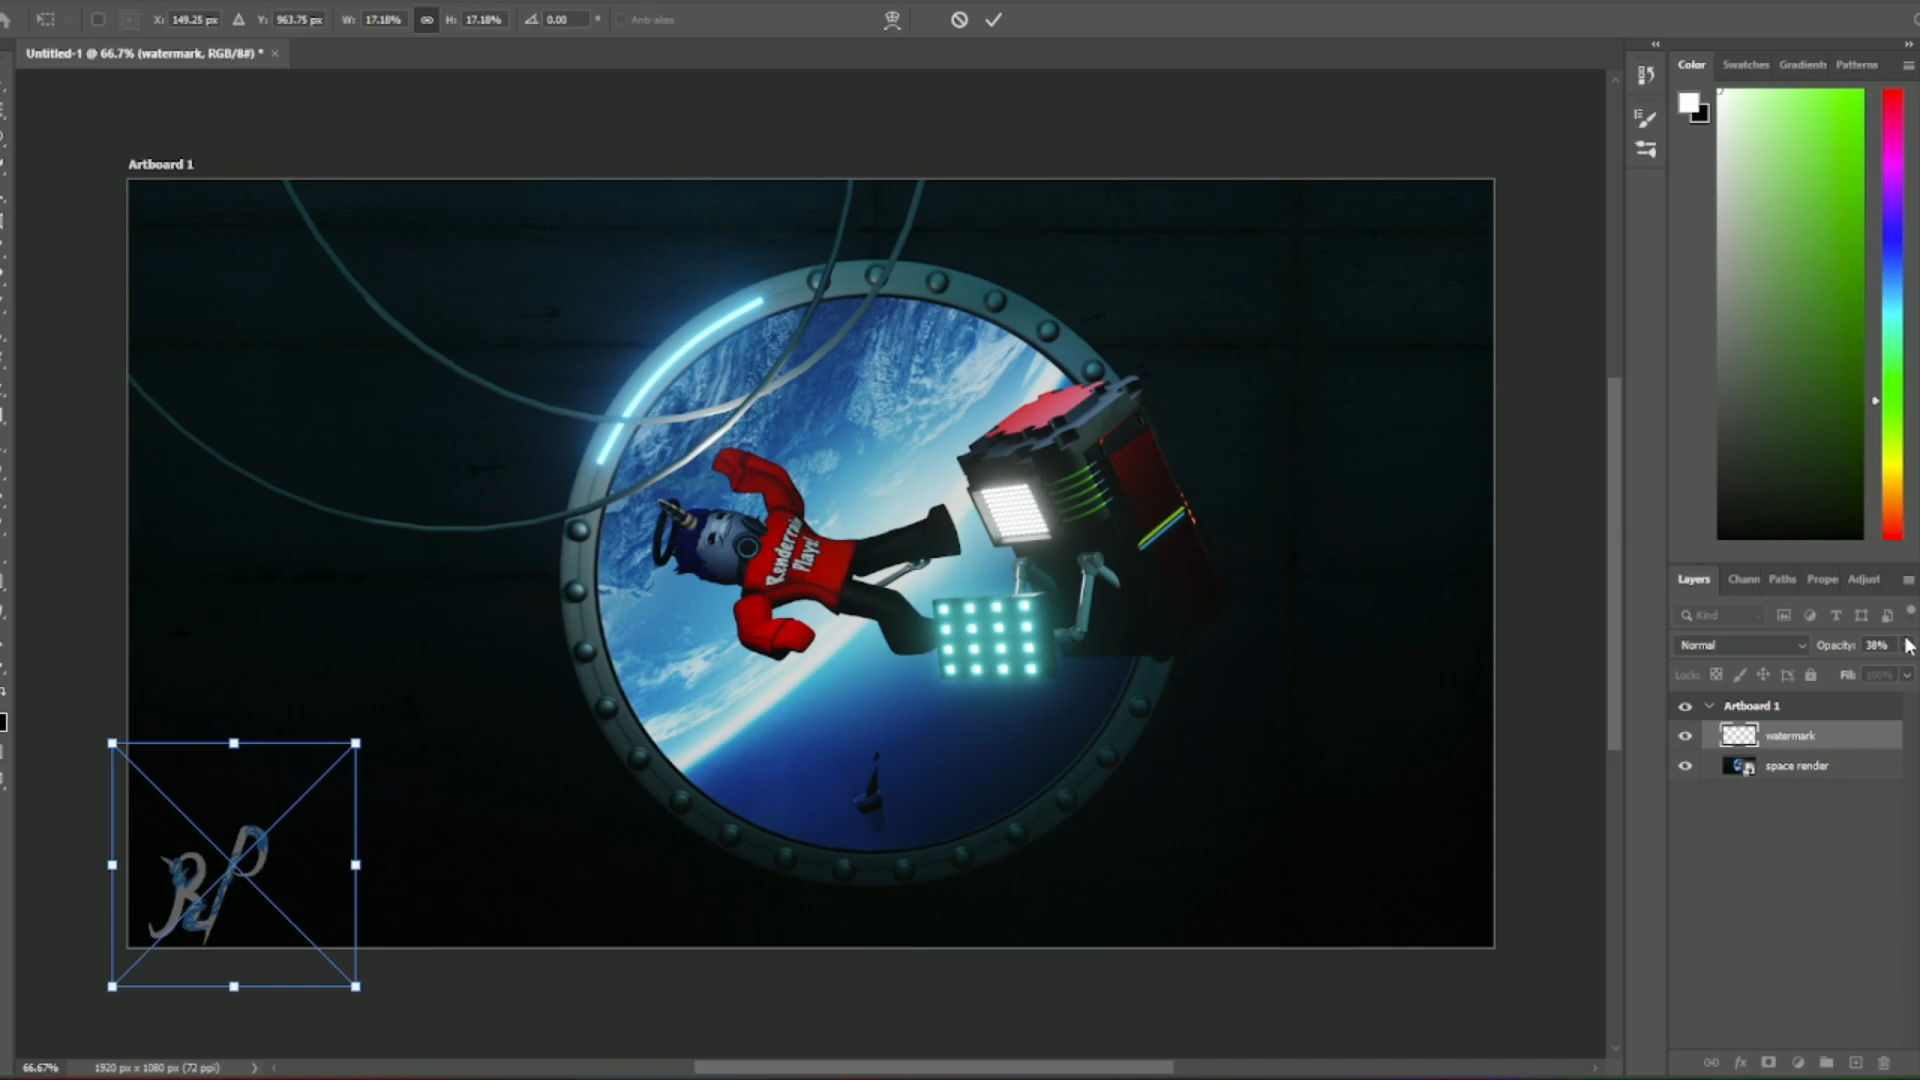 X: 149.25 px Y: 963.75 px W: 17.18% H: 17.18% 0.00 ° Anti-alias
Untitled-1 @ 66.7% (watermark, RGB/8#) * ×
Color Swatches Gradients Patterns
Artboard 1
Renderrable
Plays!
Layers Chann Paths Prope Adjust
Kind
Normal Opacity: 38%
Lock: Fill: 100%
Artboard 1
watermark
space render
66.67% 1920 px x 1080 px (72 ppi)